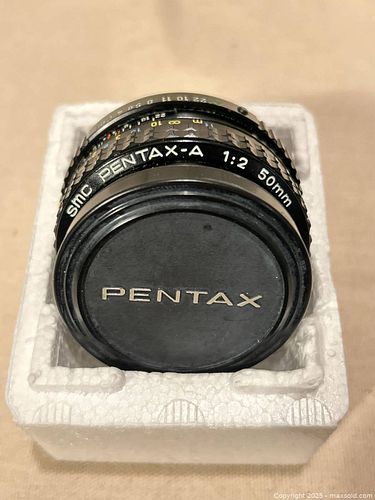 smc PENTAX-A 1:2 50mm
PENTAX
Copyright 2025 - maxsold.com